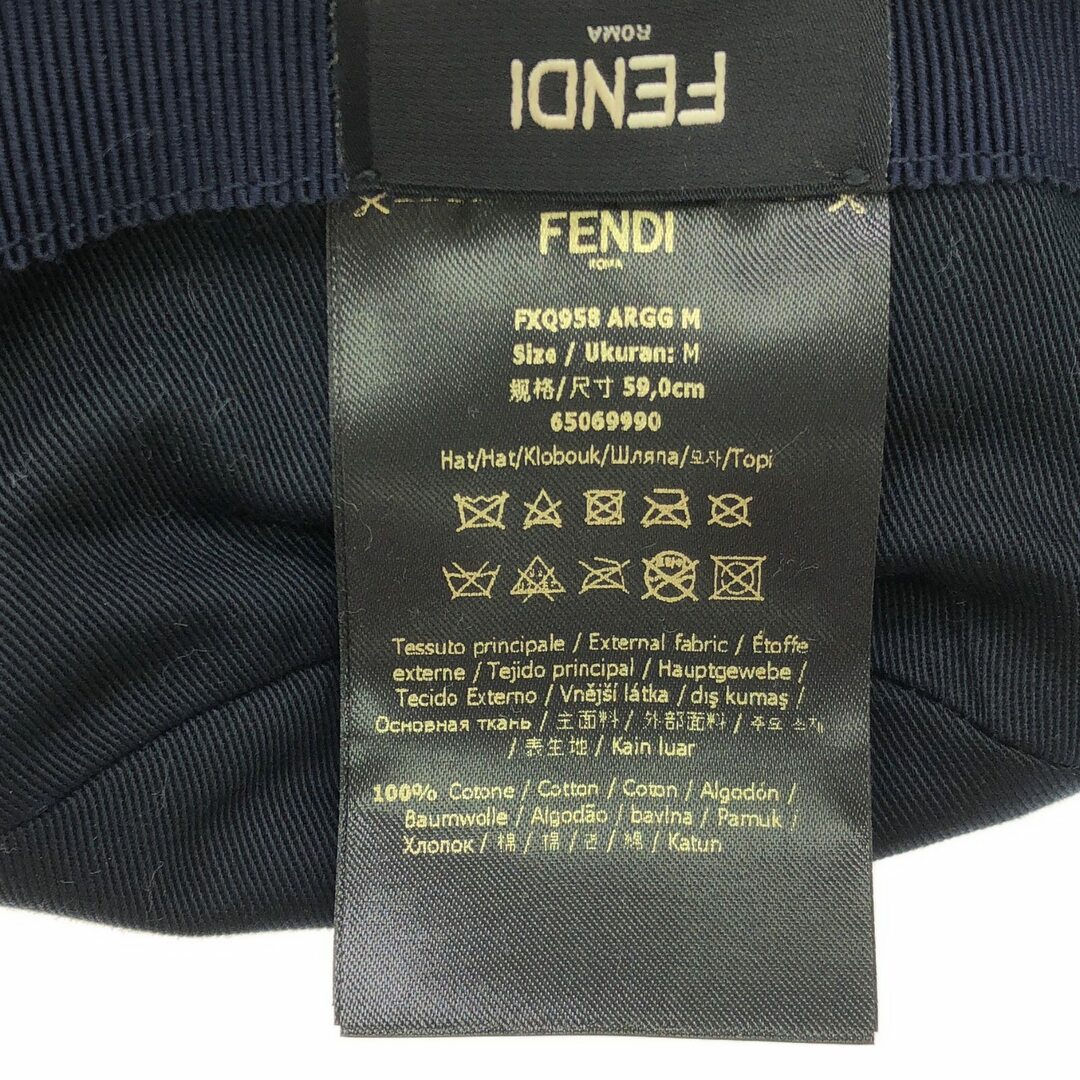 FENDI
ROMA
FENDI
ROMA
FXQ958 ARGG M
Size / Ukuran: M
规格/尺寸 59,0cm
65069990
Hat/Hat/Klobouk/Шляпа/모자/Topi
Tessuto principale / External fabric / Étoffe
externe / Tejido principal / Hauptgewebe /
Tecido Externo / Vnější látka / dış kumaş /
Основная ткань / 主面料 / 外部面料 / 주요 소재
/ 表生地 / Kain luar
100% Cotone / Cotton / Coton / Algodón /
Baumwolle / Algodão / bavlna / Pamuk /
Хлопок / 棉 / 棉 / 면 / 綿 / Katun